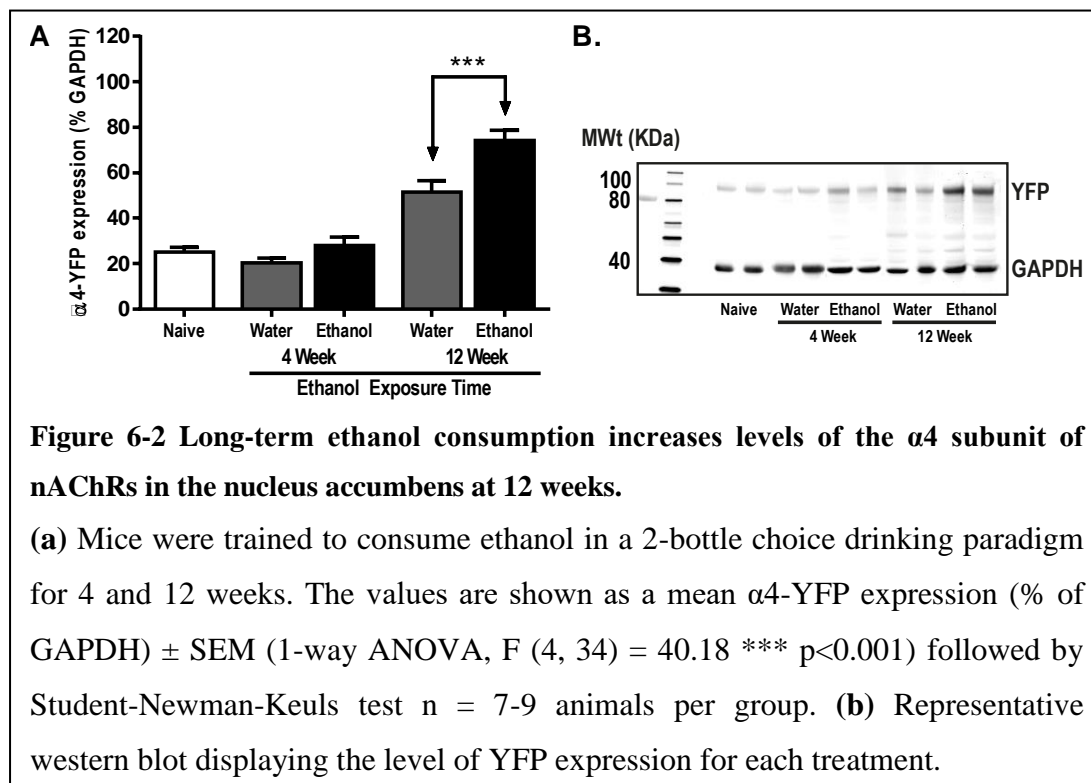 A
B.
α4-YFP expression (% GAPDH)
120
100
80
60
40
20
0
***
Naive
Water
Ethanol
Water
Ethanol
4 Week
12 Week
Ethanol Exposure Time
MWt (KDa)
100
80
40
YFP
GAPDH
Naive
Water Ethanol
Water Ethanol
4 Week
12 Week
Figure 6-2 Long-term ethanol consumption increases levels of the α4 subunit of
nAChRs in the nucleus accumbens at 12 weeks.
(a) Mice were trained to consume ethanol in a 2-bottle choice drinking paradigm
for 4 and 12 weeks. The values are shown as a mean α4-YFP expression (% of
GAPDH) ± SEM (1-way ANOVA, F (4, 34) = 40.18 *** p<0.001) followed by
Student-Newman-Keuls test n = 7-9 animals per group. (b) Representative
western blot displaying the level of YFP expression for each treatment.